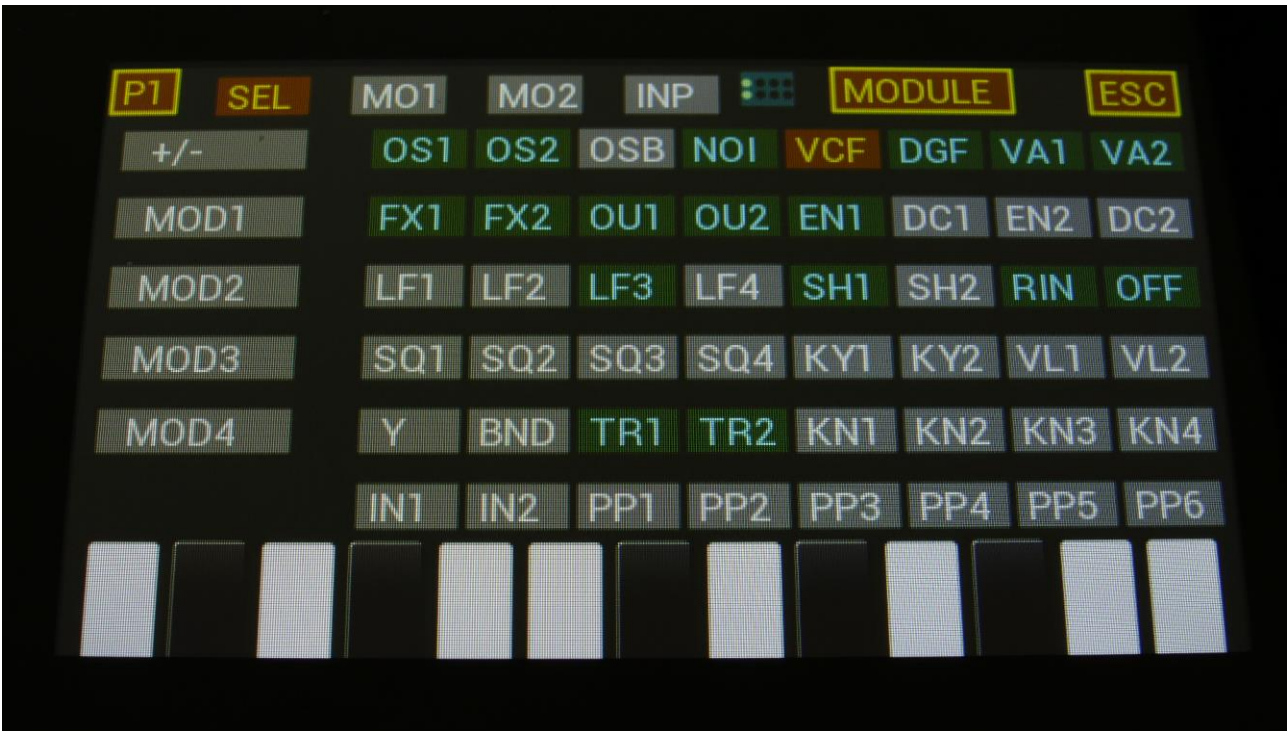 P1 SEL MO1 MO2 INP MODULE ESC
+/- OS1 OS2 OSB NOI VCF DGF VA1 VA2
MOD1 FX1 FX2 OU1 OU2 EN1 DC1 EN2 DC2
MOD2 LF1 LF2 LF3 LF4 SH1 SH2 RIN OFF
MOD3 SQ1 SQ2 SQ3 SQ4 KY1 KY2 VL1 VL2
MOD4 Y BND TR1 TR2 KN1 KN2 KN3 KN4
IN1 IN2 PP1 PP2 PP3 PP4 PP5 PP6